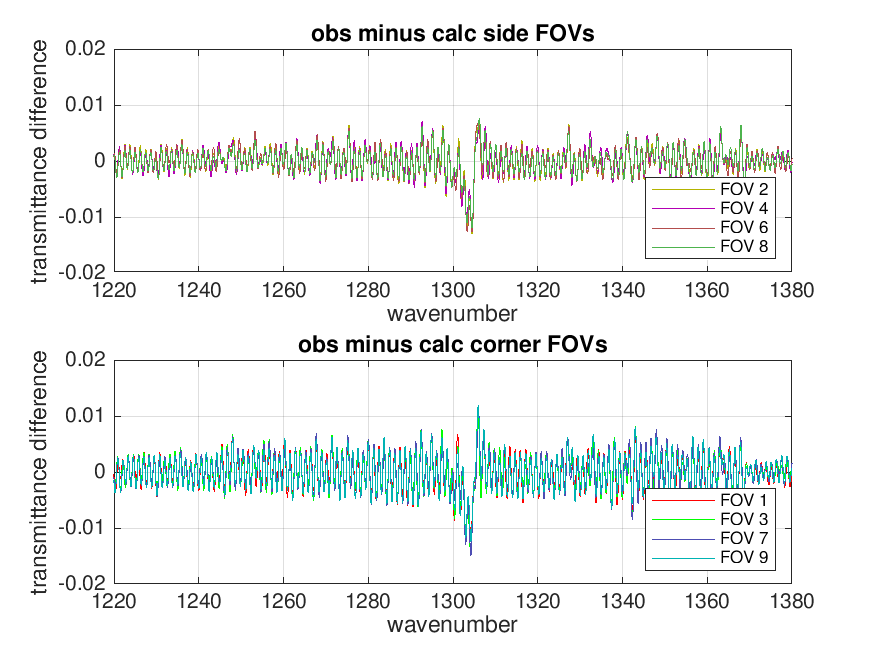 obs minus calc side FOVs
transmittance difference
0.02
0.01
0
-0.01
-0.02
FOV 2
FOV 4
FOV 6
FOV 8
1220 1240 1260 1280 1300 1320 1340 1360 1380
wavenumber
obs minus calc corner FOVs
transmittance difference
0.02
0.01
0
-0.01
-0.02
FOV 1
FOV 3
FOV 7
FOV 9
1220 1240 1260 1280 1300 1320 1340 1360 1380
wavenumber